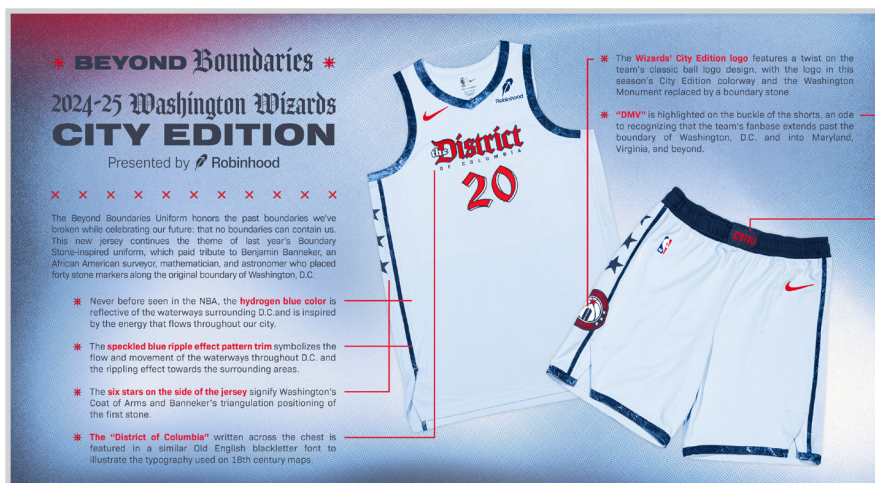 BEYOND Boundaries
2024-25 Washington Wizards
CITY EDITION
Presented by Robinhood
The Beyond Boundaries Uniform honors the past boundaries we've
broken while celebrating our future: that no boundaries can contain us.
This new jersey continues the theme of last year's Boundary
Stone-inspired uniform, which paid tribute to Benjamin Banneker, an
African American surveyor, mathematician, and astronomer who placed
forty stone markers along the original boundary of Washington, D.C.
Never before seen in the NBA, the hydrogen blue color is
reflective of the waterways surrounding D.C.and is inspired
by the energy that flows throughout our city.
The speckled blue ripple effect pattern trim symbolizes the
flow and movement of the waterways throughout D.C. and
the rippling effect towards the surrounding areas.
The six stars on the side of the jersey signify Washington's
Coat of Arms and Banneker's triangulation positioning of
the first stone.
The "District of Columbia" written across the chest is
featured in a similar Old English blackletter font to
illustrate the typography used on 18th century maps.
Robinhood
the District
OF COLUMBIA
20
The Wizards' City Edition logo features a twist on the
team's classic ball logo design, with the logo in this
season's City Edition colorway and the Washington
Monument replaced by a boundary stone.
"DMV" is highlighted on the buckle of the shorts, an ode
to recognizing that the team's fanbase extends past the
boundary of Washington, D.C. and into Maryland,
Virginia, and beyond.